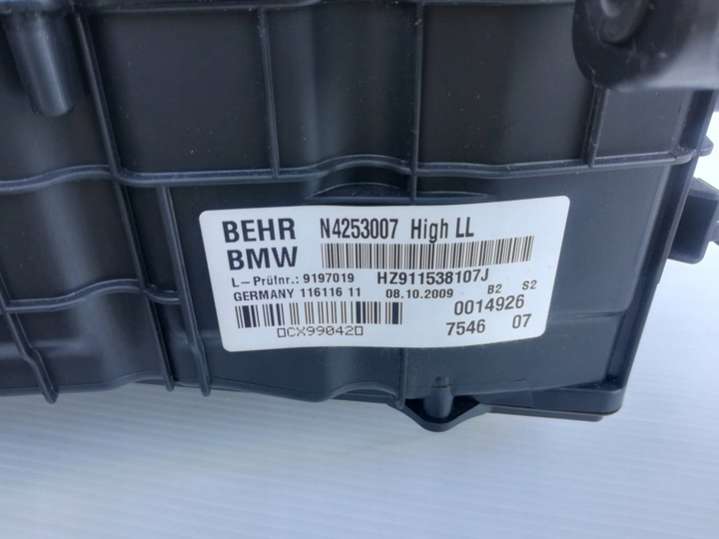 BEHR N4253007 High LL
BMW
L-Prüfnr.: 9197019 HZ911538107J
GERMANY 116116 11 08.10.2009 B2 S2
0014926
▯CX99042▯ 7546 07